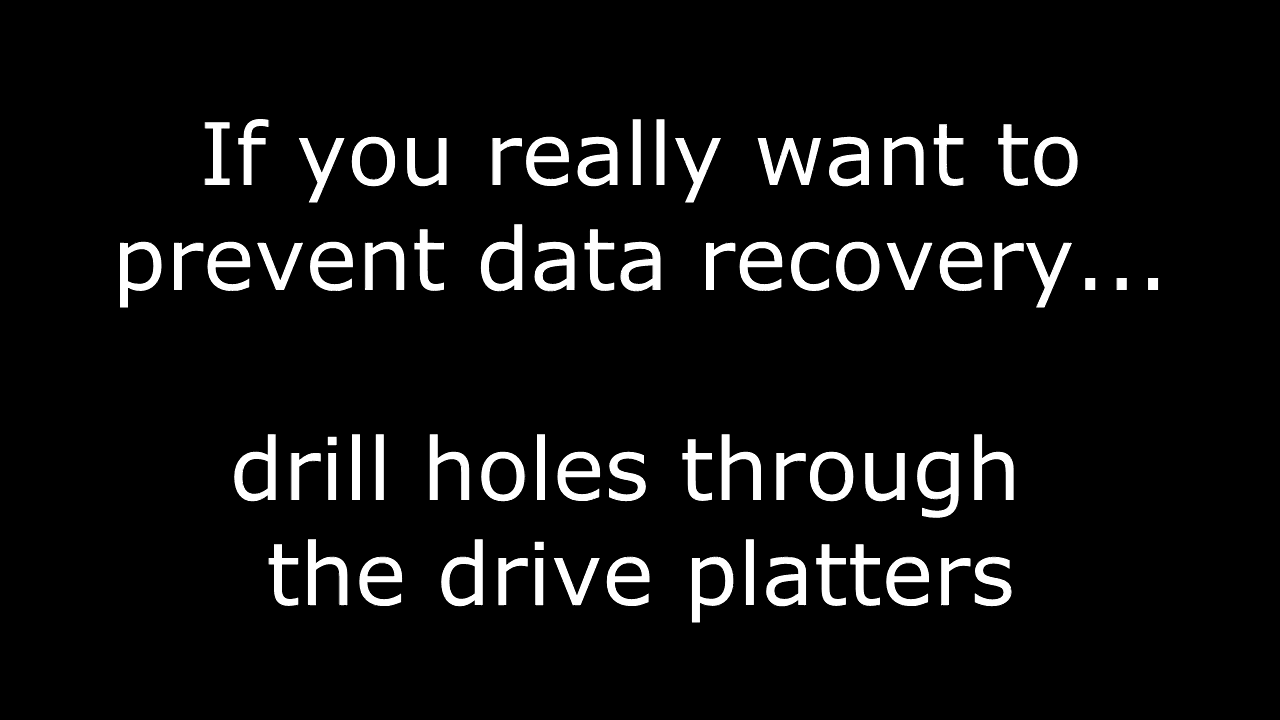 If you really want to
prevent data recovery...
drill holes through
the drive platters